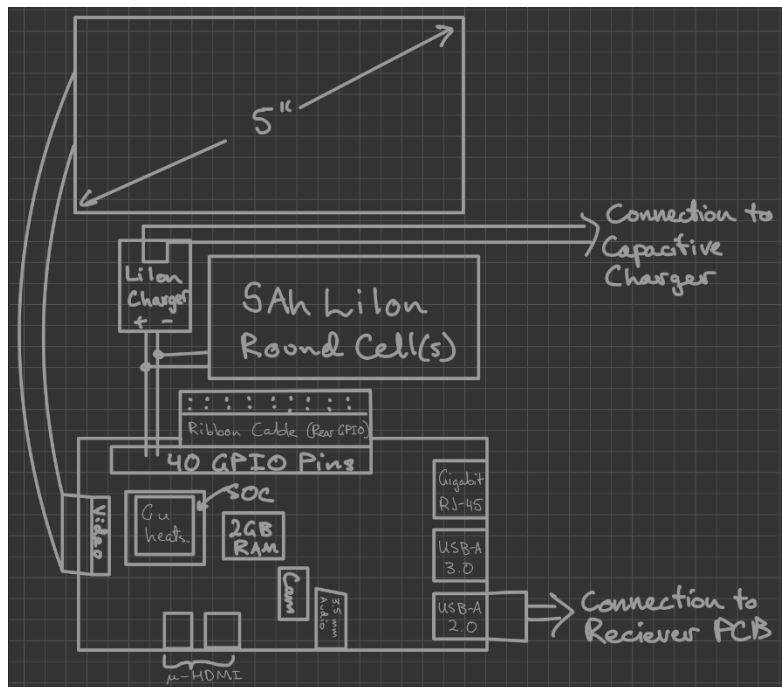 5"
Connection to
Capacitive
Charger
LiIon
Charger
+ -
5Ah LiIon
Round Cell(s)
Ribbon Cable (Rear GPIO)
40 GPIO Pins
SOC
Cu
heats.
2GB
RAM
Video
Gigabit
RJ-45
USB-A
3.0
Cam
3.5mm
Audio
USB-A
2.0
Connection to
Reciever PCB
μ-HDMI